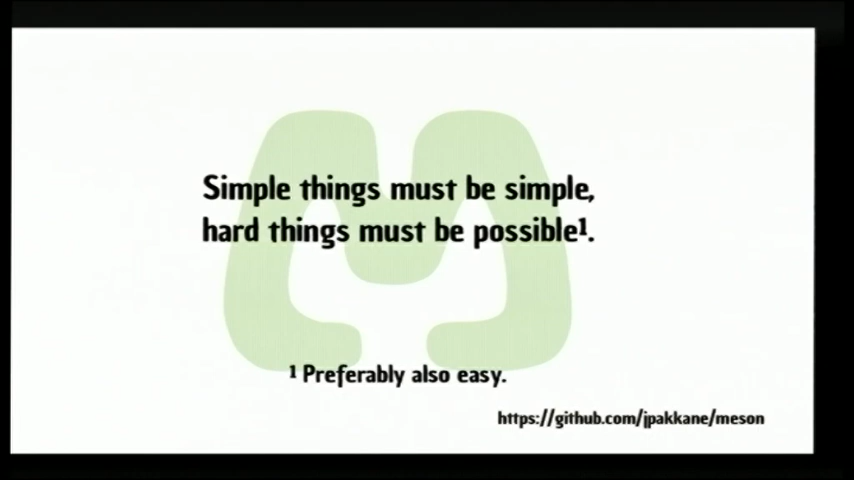 Simple things must be simple,
hard things must be possible¹.
¹ Preferably also easy.
https://github.com/jpakkane/meson